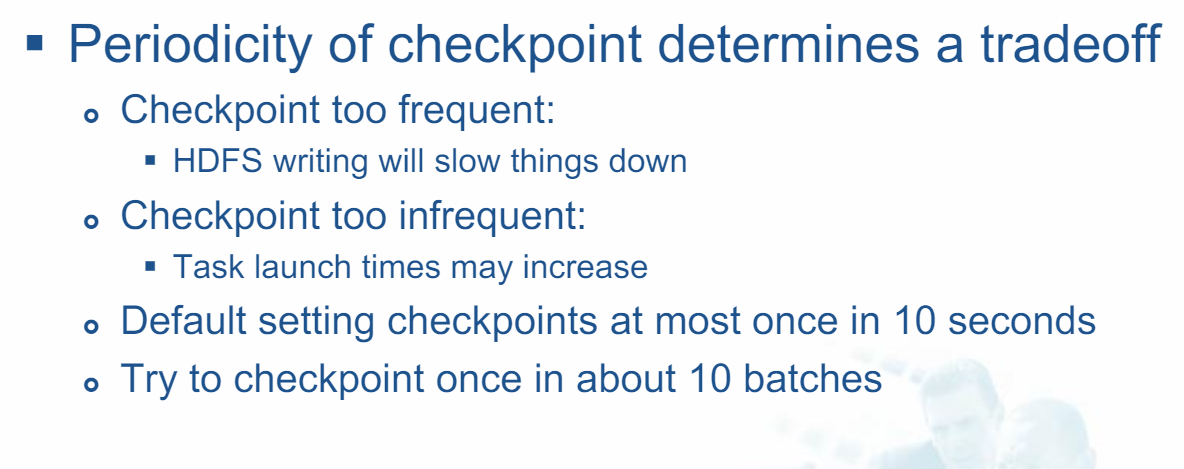 ▪ Periodicity of checkpoint determines a tradeoff
o Checkpoint too frequent:
▪ HDFS writing will slow things down
o Checkpoint too infrequent:
▪ Task launch times may increase
o Default setting checkpoints at most once in 10 seconds
o Try to checkpoint once in about 10 batches